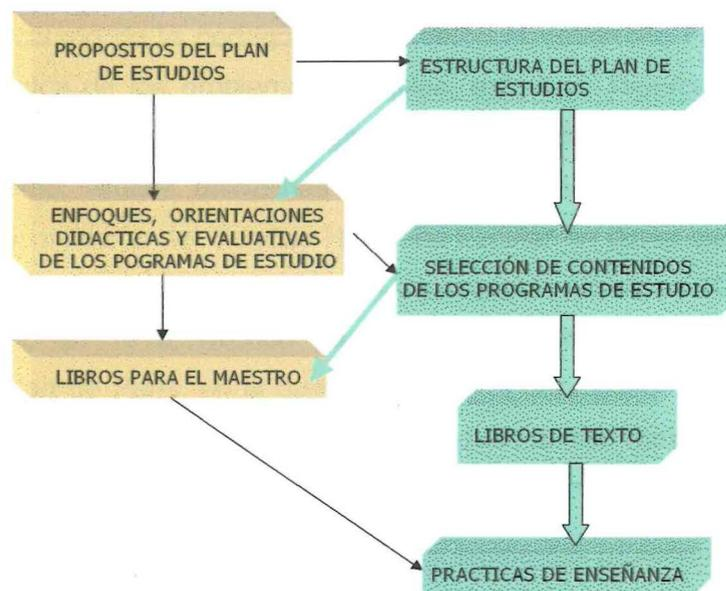 PROPOSITOS DEL PLAN
DE ESTUDIOS
ESTRUCTURA DEL PLAN DE
ESTUDIOS
ENFOQUES, ORIENTACIONES
DIDACTICAS Y EVALUATIVAS
DE LOS POGRAMAS DE ESTUDIO
SELECCIÓN DE CONTENIDOS
DE LOS PROGRAMAS DE ESTUDIO
LIBROS PARA EL MAESTRO
LIBROS DE TEXTO
PRACTICAS DE ENSEÑANZA